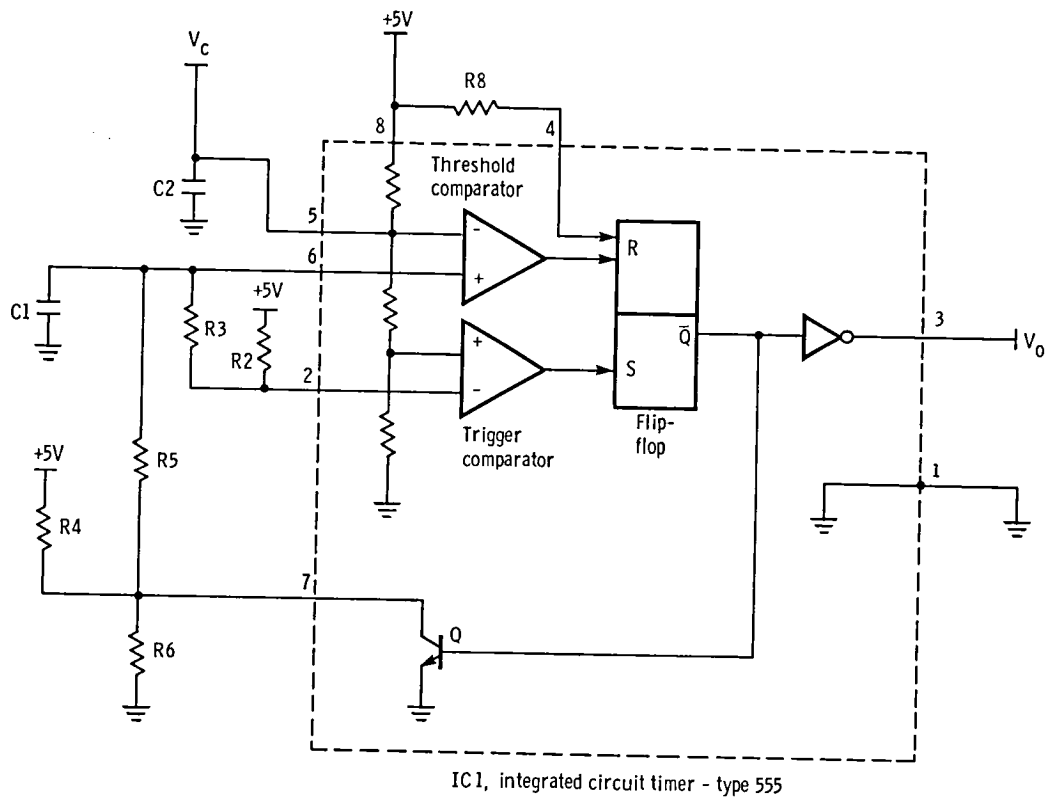 +5V
V_C
R8
8
4
Threshold
comparator
C2
5
-
R
6
+
+5V
C1
R3
R2
3
+
Q̅
V_O
2
-
S
Flip-
flop
Trigger
comparator
+5V
R5
1
R4
7
Q
R6
IC1, integrated circuit timer - type 555